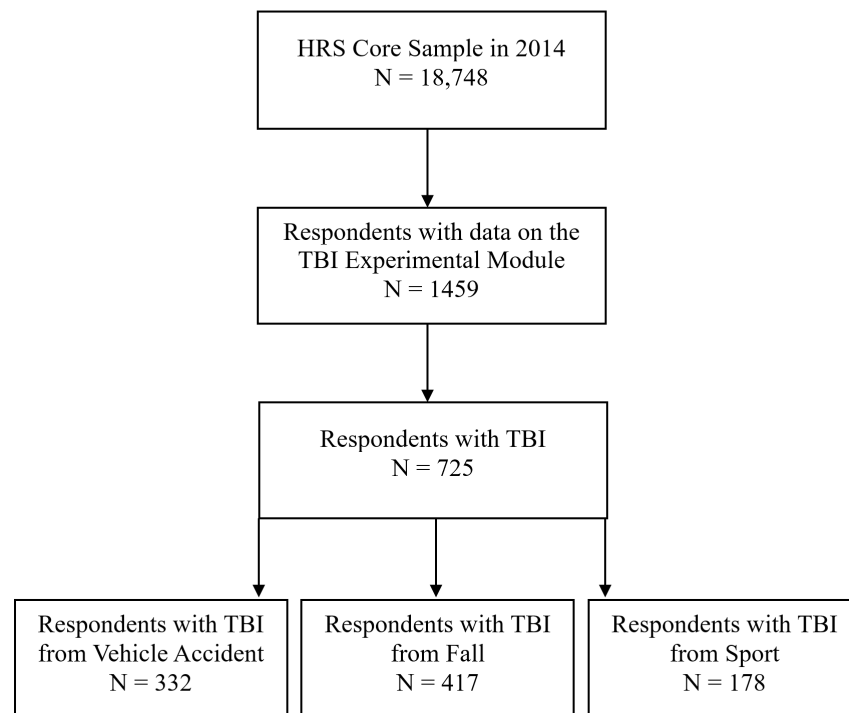 HRS Core Sample in 2014
N = 18,748
Respondents with data on the
TBI Experimental Module
N = 1459
Respondents with TBI
N = 725
Respondents with TBI
from Vehicle Accident
N = 332
Respondents with TBI
from Fall
N = 417
Respondents with TBI
from Sport
N = 178